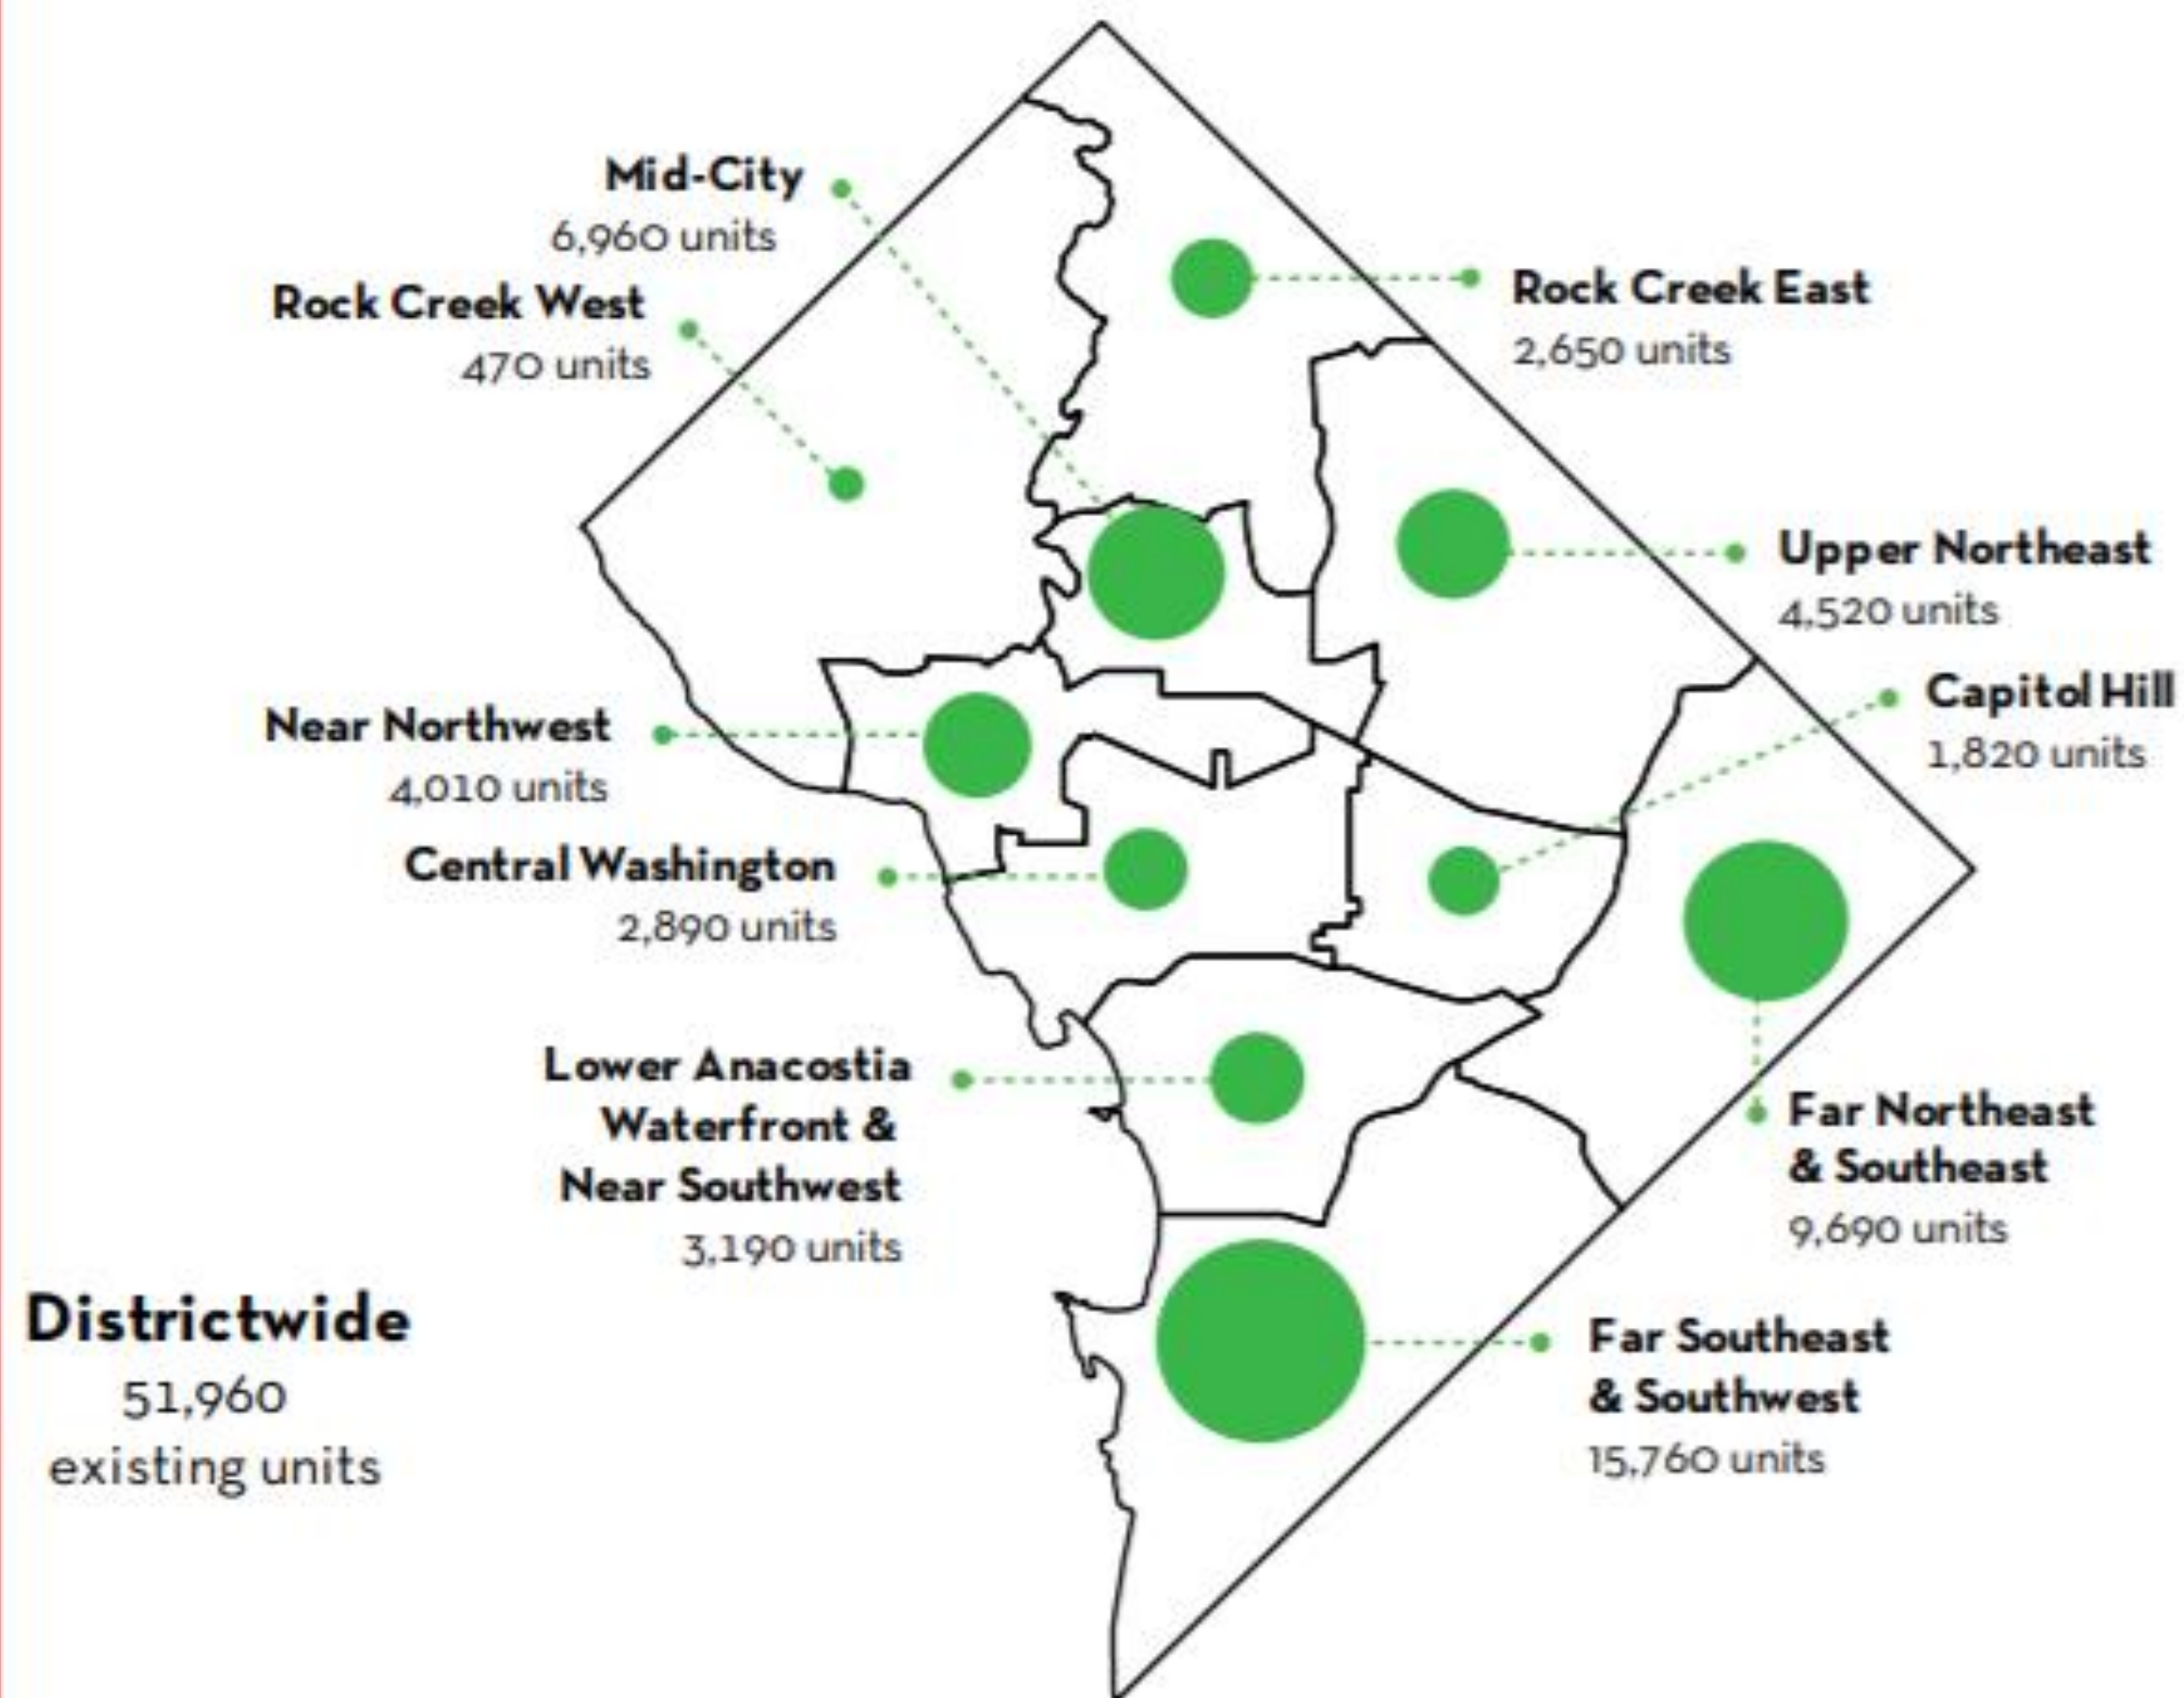 Mid-City
6,960 units
Rock Creek West
470 units
Rock Creek East
2,650 units
Upper Northeast
4,520 units
Capitol Hill
1,820 units
Near Northwest
4,010 units
Central Washington
2,890 units
Lower Anacostia
Waterfront &
Near Southwest
3,190 units
Far Northeast
& Southeast
9,690 units
Far Southeast
& Southwest
15,760 units
Districtwide
51,960
existing units